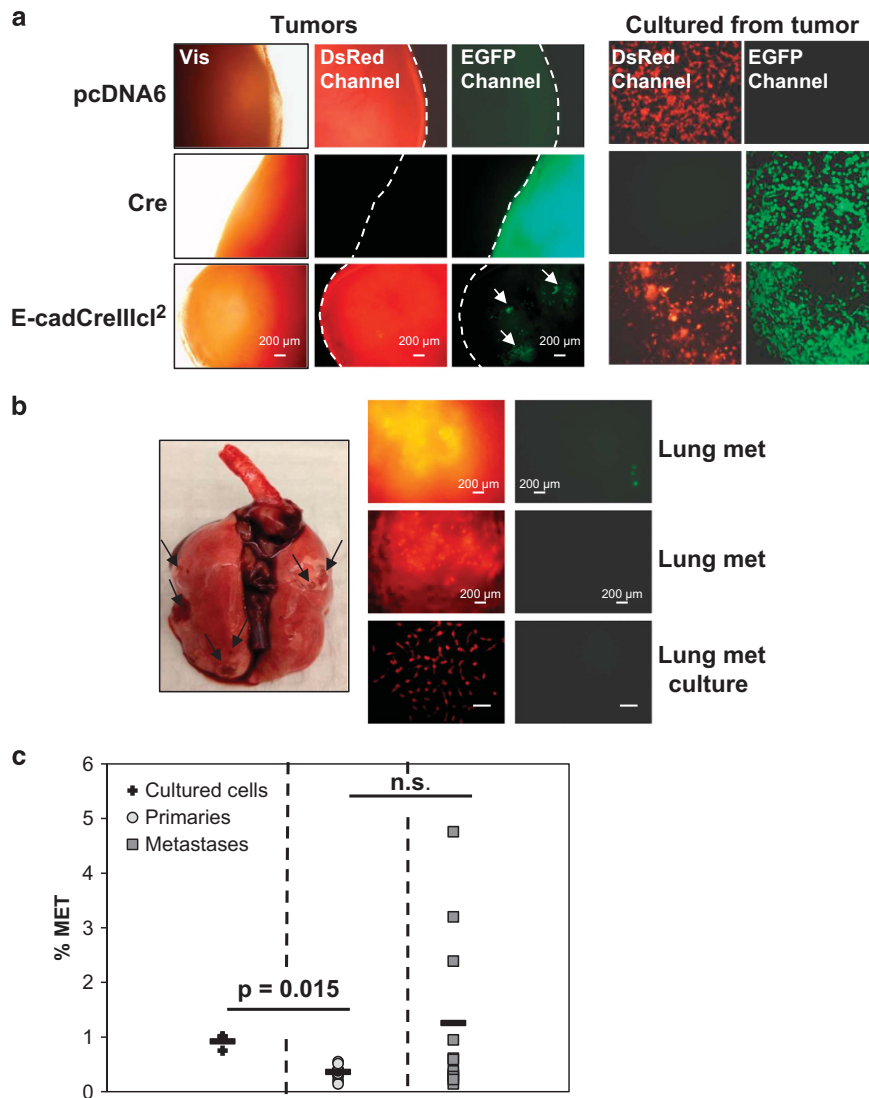 a
Tumors
Cultured from tumor
Vis
DsRed Channel
EGFP Channel
DsRed Channel
EGFP Channel
pcDNA6
Cre
E-cadCreIIIcI²
200 µm
200 µm
200 µm
b
200 µm
200 µm
Lung met
200 µm
200 µm
Lung met
Lung met
culture
c
6
5
4
3
2
1
0
% MET
Cultured cells
Primaries
Metastases
n.s.
p = 0.015